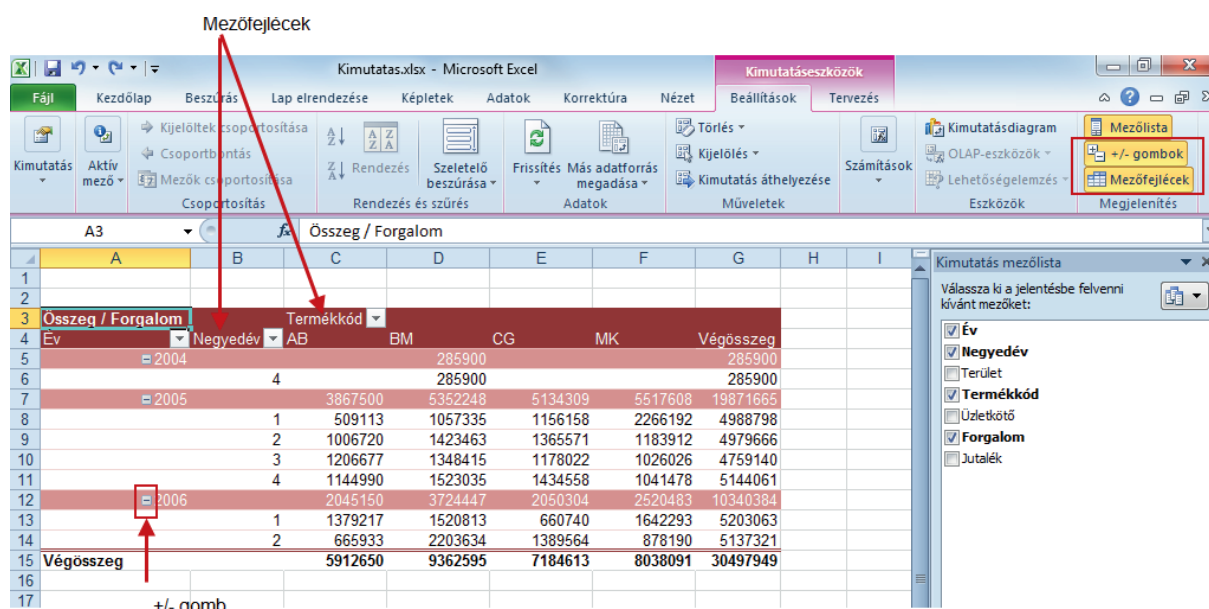 Mezőfejlécek
Kimutatas.xlsx - Microsoft Excel
Kimutatáseszközök
Fájl Kezdőlap Beszúrás Lap elrendezése Képletek Adatok Korrektúra Nézet Beállítások Tervezés
Kimutatás
Aktív mező
Kijelöltek csoportosítása
Csoportbontás
Mezők csoportosítása
Csoportosítás
Rendezés
Szeletelő beszúrása
Rendezés és szűrés
Frissítés
Más adatforrás megadása
Adatok
Törlés
Kijelölés
Kimutatás áthelyezése
Műveletek
Számítások
Kimutatásdiagram
OLAP-eszközök
Lehetőségelemzés
Eszközök
Mezőlista
+/- gombok
Mezőfejlécek
Megjelenítés
A3 fx Összeg / Forgalom
A B C D E F G H I
1
2
3 Összeg / Forgalom Termékkód
4 Év Negyedév AB BM CG MK Végösszeg
5 2004 285900 285900
6 4 285900 285900
7 2005 3867500 5352248 5134309 5517608 19871665
8 1 509113 1057335 1156158 2266192 4988798
9 2 1006720 1423463 1365571 1183912 4979666
10 3 1206677 1348415 1178022 1026026 4759140
11 4 1144990 1523035 1434558 1041478 5144061
12 2006 2045150 3724447 2050304 2520483 10340384
13 1 1379217 1520813 660740 1642293 5203063
14 2 665933 2203634 1389564 878190 5137321
15 Végösszeg 5912650 9362595 7184613 8038091 30497949
16
17
+/- gomb
Kimutatás mezőlista
Válassza ki a jelentésbe felvenni
kívánt mezőket:
Év
Negyedév
Terület
Termékkód
Üzletkötő
Forgalom
Jutalék